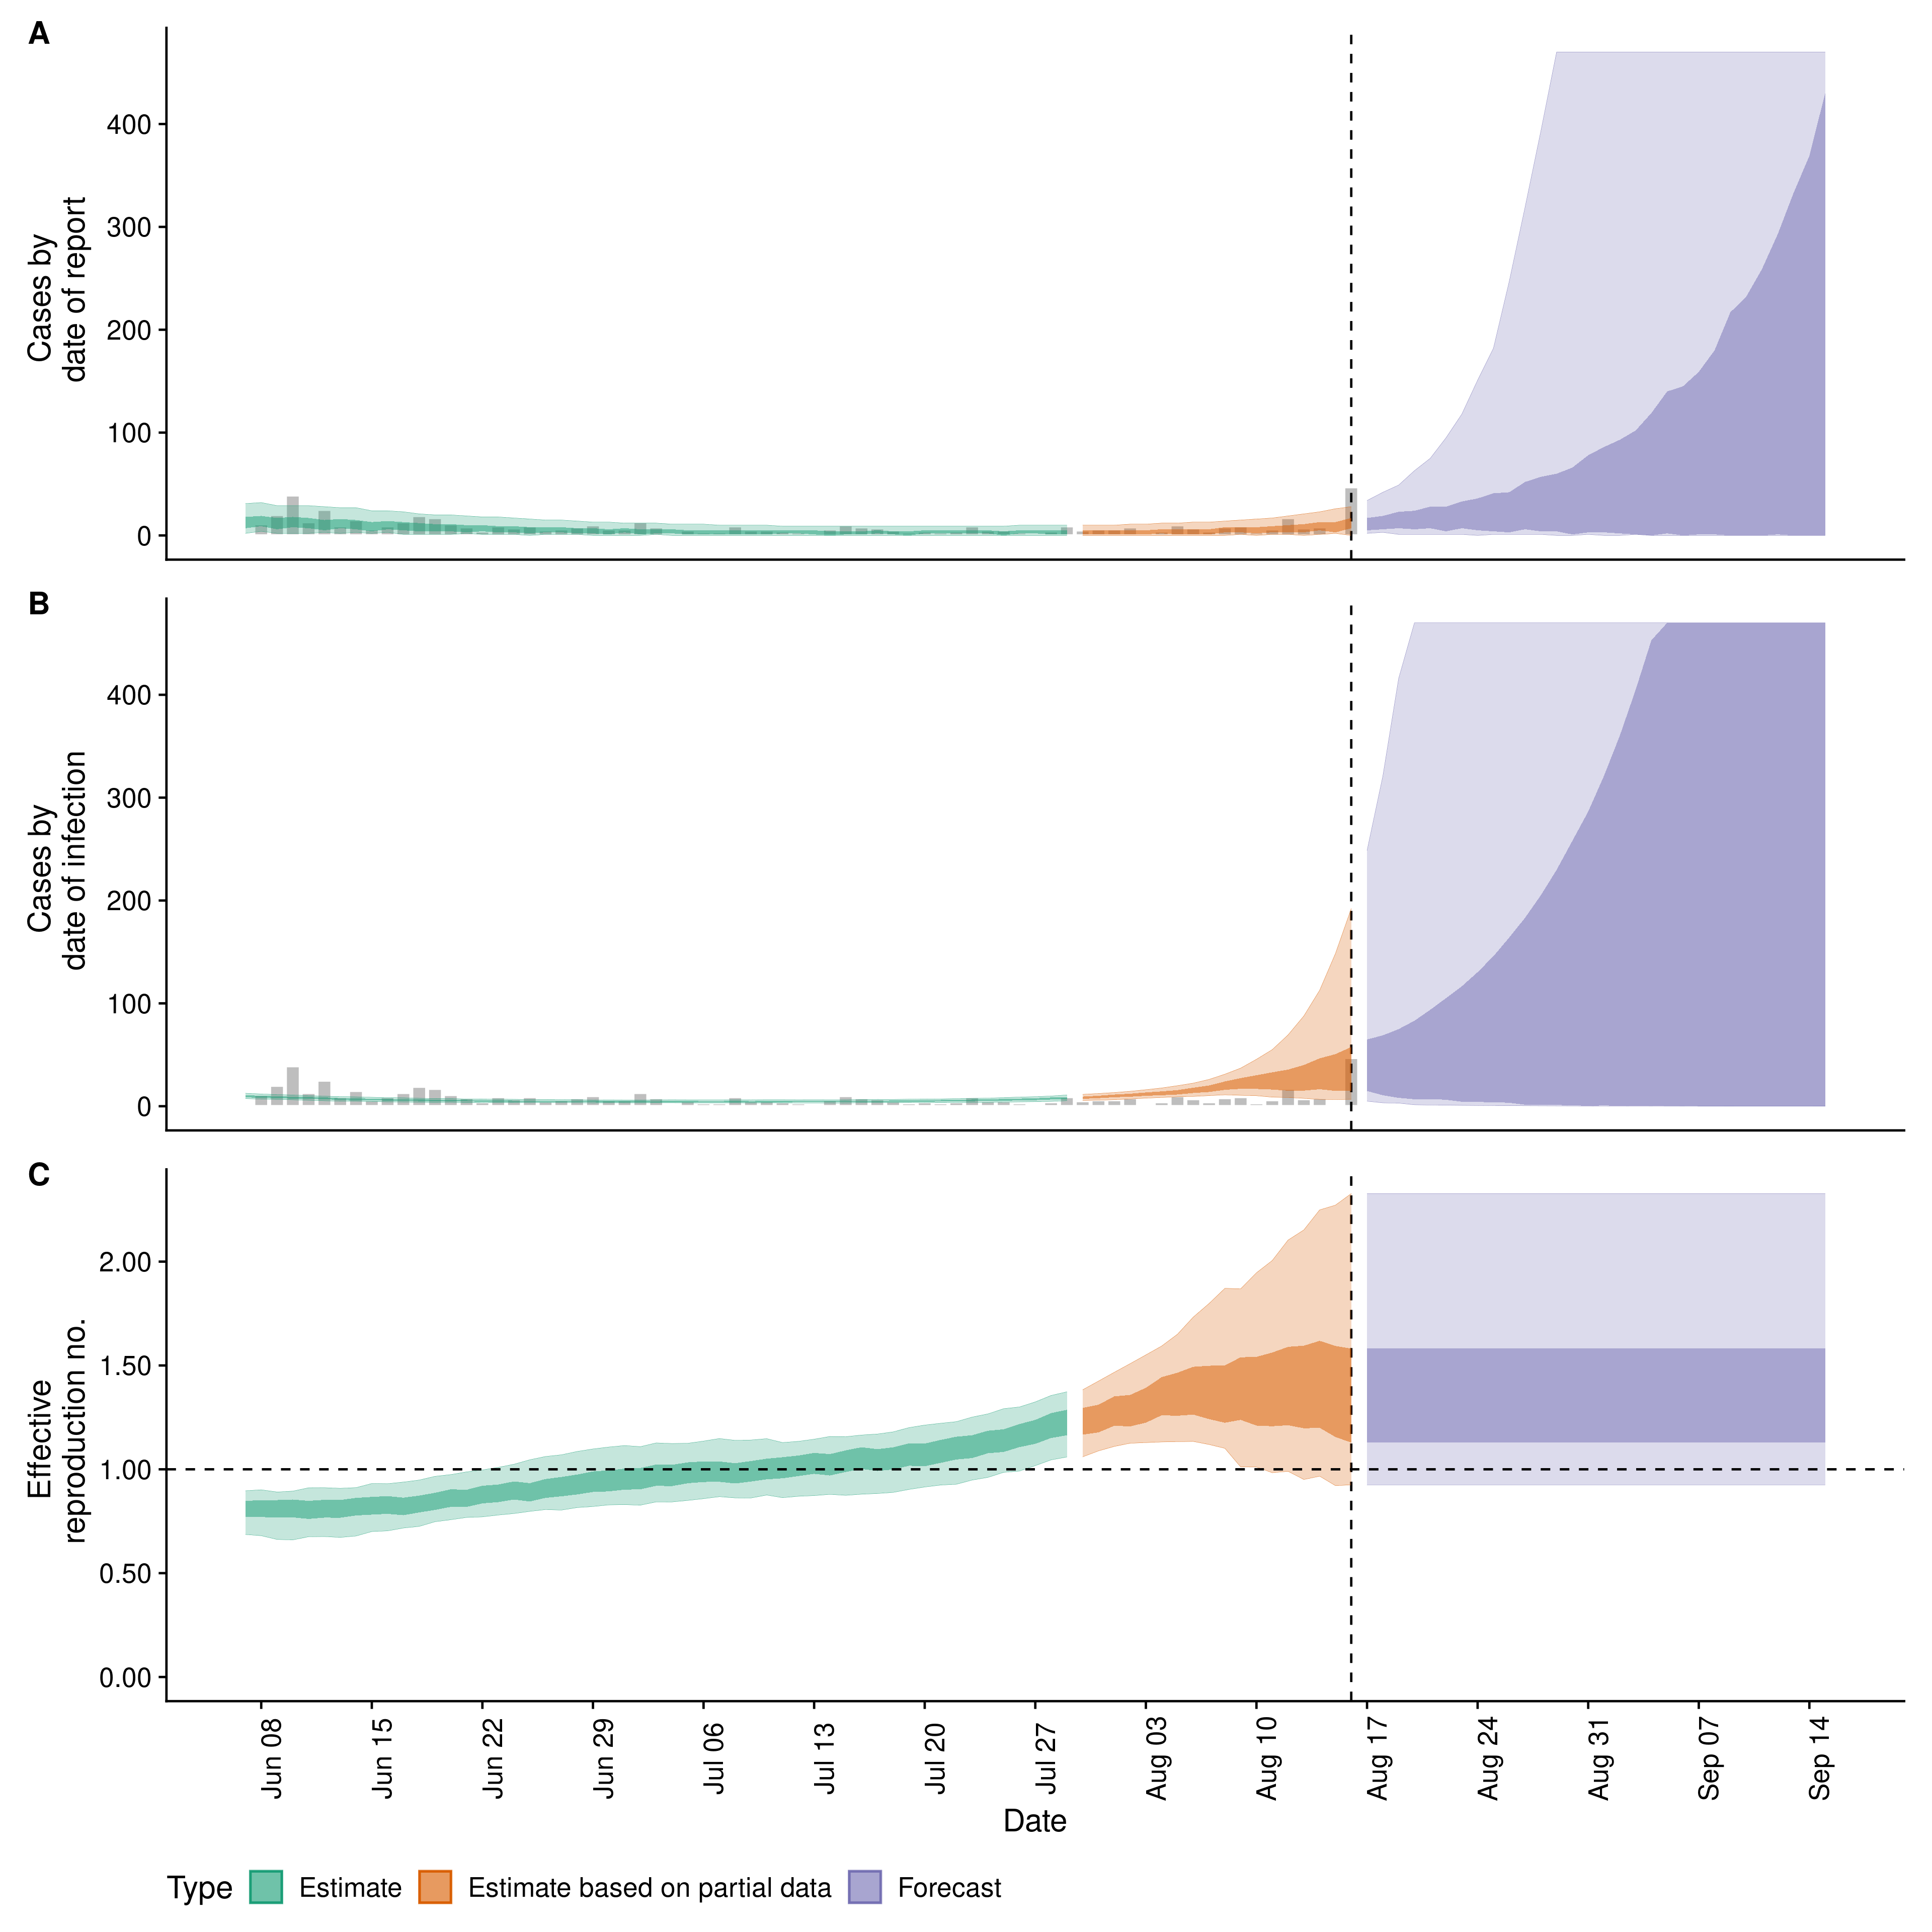 A
Cases by
date of report
400
300
200
100
0
B
Cases by
date of infection
400
300
200
100
0
C
Effective
reproduction no.
2.00
1.50
1.00
0.50
0.00
Jun 08
Jun 15
Jun 22
Jun 29
Jul 06
Jul 13
Jul 20
Jul 27
Aug 03
Aug 10
Aug 17
Aug 24
Aug 31
Sep 07
Sep 14
Date
Type Estimate Estimate based on partial data Forecast